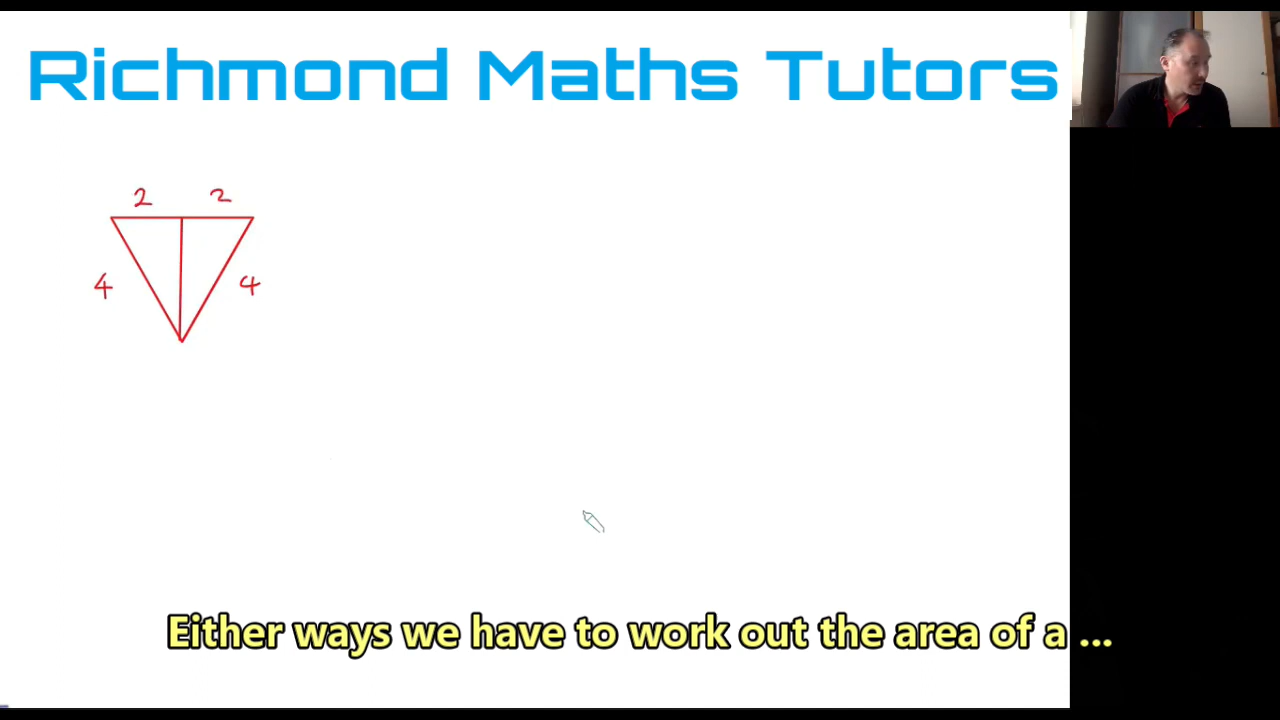 Richmond Maths Tutors
2 2
4 4
Either ways we have to work out the area of a ...